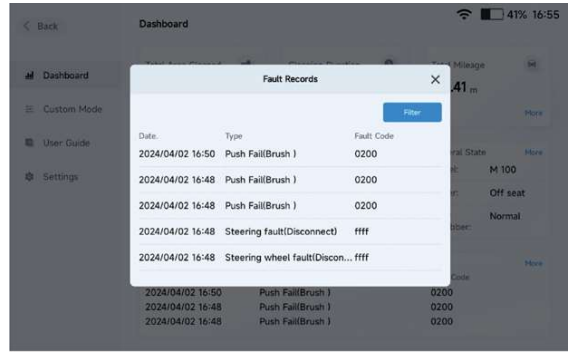 41% 16:55
Back
Dashboard
Dashboard
Custom Mode
User Guide
Settings
Mileage
.41 m
More
Fault Records
Filter
Date. Type Fault Code
2024/04/02 16:50 Push Fail(Brush ) 0200
2024/04/02 16:48 Push Fail(Brush ) 0200
2024/04/02 16:48 Push Fail(Brush ) 0200
2024/04/02 16:48 Steering fault(Disconnect) ffff
2024/04/02 16:48 Steering wheel fault(Discon... ffff
State More
M 100
Off seat
Normal
More
Code
2024/04/02 16:50 Push Fail(Brush ) 0200
2024/04/02 16:48 Push Fail(Brush ) 0200
2024/04/02 16:48 Push Fail(Brush ) 0200